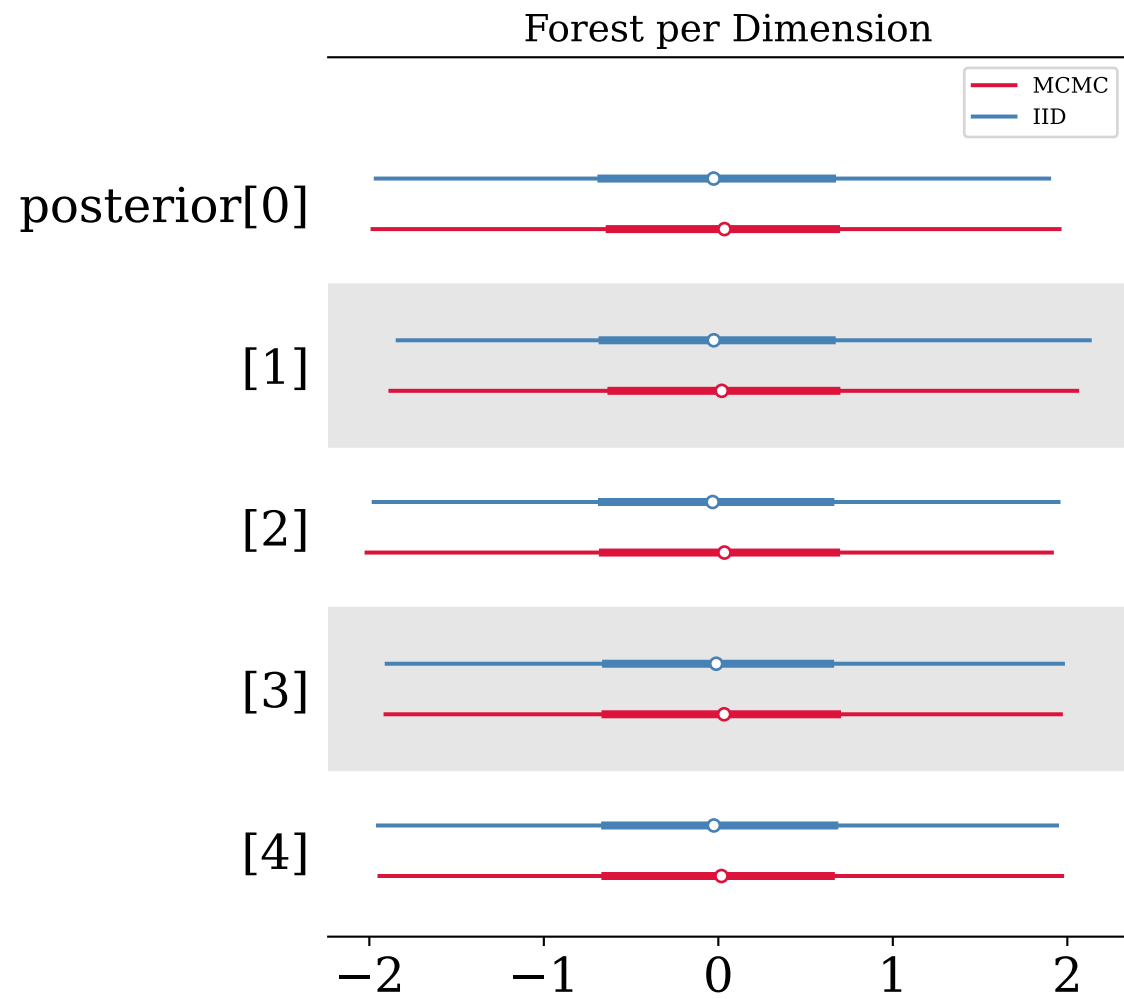 Forest per Dimension
MCMC
IID
posterior[0]
[1]
[2]
[3]
[4]
−2 −1 0 1 2